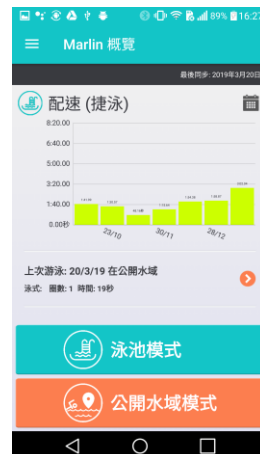 89% 16:27
Marlin 概覽
最後同步: 2019年3月20日
配速 (捷泳)
8:20.00
6:40.00
5:00.00
3:20.00
1:40.00
0.00秒
23/10 30/11 28/12
上次游泳: 20/3/19 在公開水域
泳式: 圈數: 1 時間: 19秒
泳池模式
公開水域模式